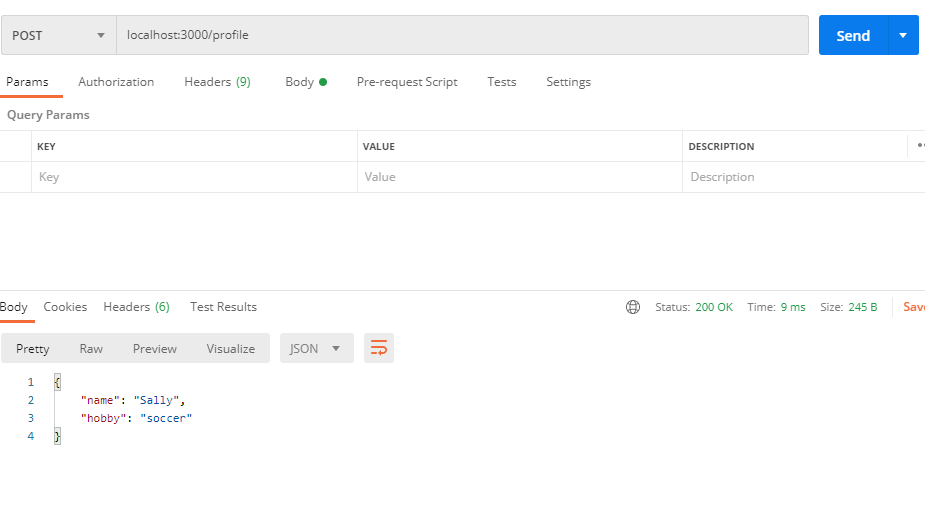 POST localhost:3000/profile Send
Params Authorization Headers (9) Body Pre-request Script Tests Settings
Query Params
KEY VALUE DESCRIPTION
Key Value Description
Body Cookies Headers (6) Test Results Status: 200 OK Time: 9 ms Size: 245 B Save
Pretty Raw Preview Visualize JSON
1 {
2 "name": "Sally",
3 "hobby": "soccer"
4 }